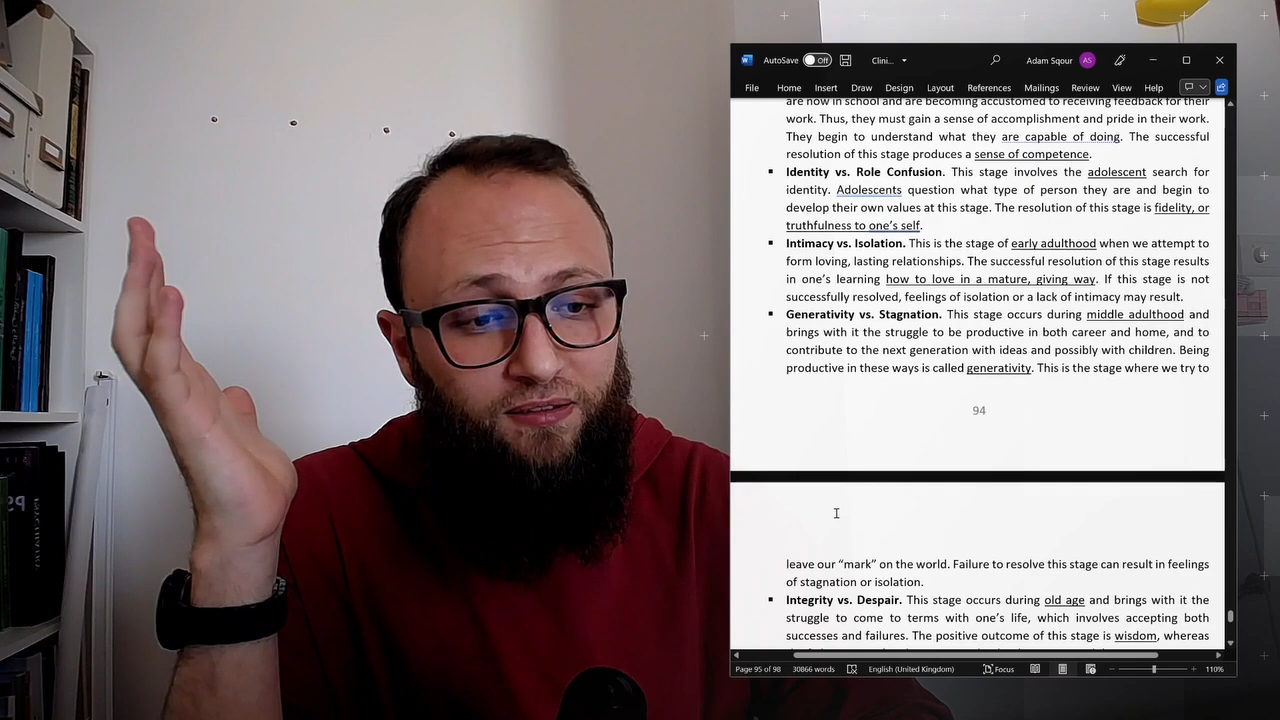 AutoSave Off Clini... Adam Sqour AS
File Home Insert Draw Design Layout References Mailings Review View Help
are now in school and are becoming accustomed to receiving feedback for their
work. Thus, they must gain a sense of accomplishment and pride in their work.
They begin to understand what they are capable of doing. The successful
resolution of this stage produces a sense of competence.
▪ Identity vs. Role Confusion. This stage involves the adolescent search for
identity. Adolescents question what type of person they are and begin to
develop their own values at this stage. The resolution of this stage is fidelity, or
truthfulness to one’s self.
▪ Intimacy vs. Isolation. This is the stage of early adulthood when we attempt to
form loving, lasting relationships. The successful resolution of this stage results
in one’s learning how to love in a mature, giving way. If this stage is not
successfully resolved, feelings of isolation or a lack of intimacy may result.
▪ Generativity vs. Stagnation. This stage occurs during middle adulthood and
brings with it the struggle to be productive in both career and home, and to
contribute to the next generation with ideas and possibly with children. Being
productive in these ways is called generativity. This is the stage where we try to
94
leave our “mark” on the world. Failure to resolve this stage can result in feelings
of stagnation or isolation.
▪ Integrity vs. Despair. This stage occurs during old age and brings with it the
struggle to come to terms with one’s life, which involves accepting both
successes and failures. The positive outcome of this stage is wisdom, whereas
Page 95 of 98 30866 words English (United Kingdom) Focus 110%